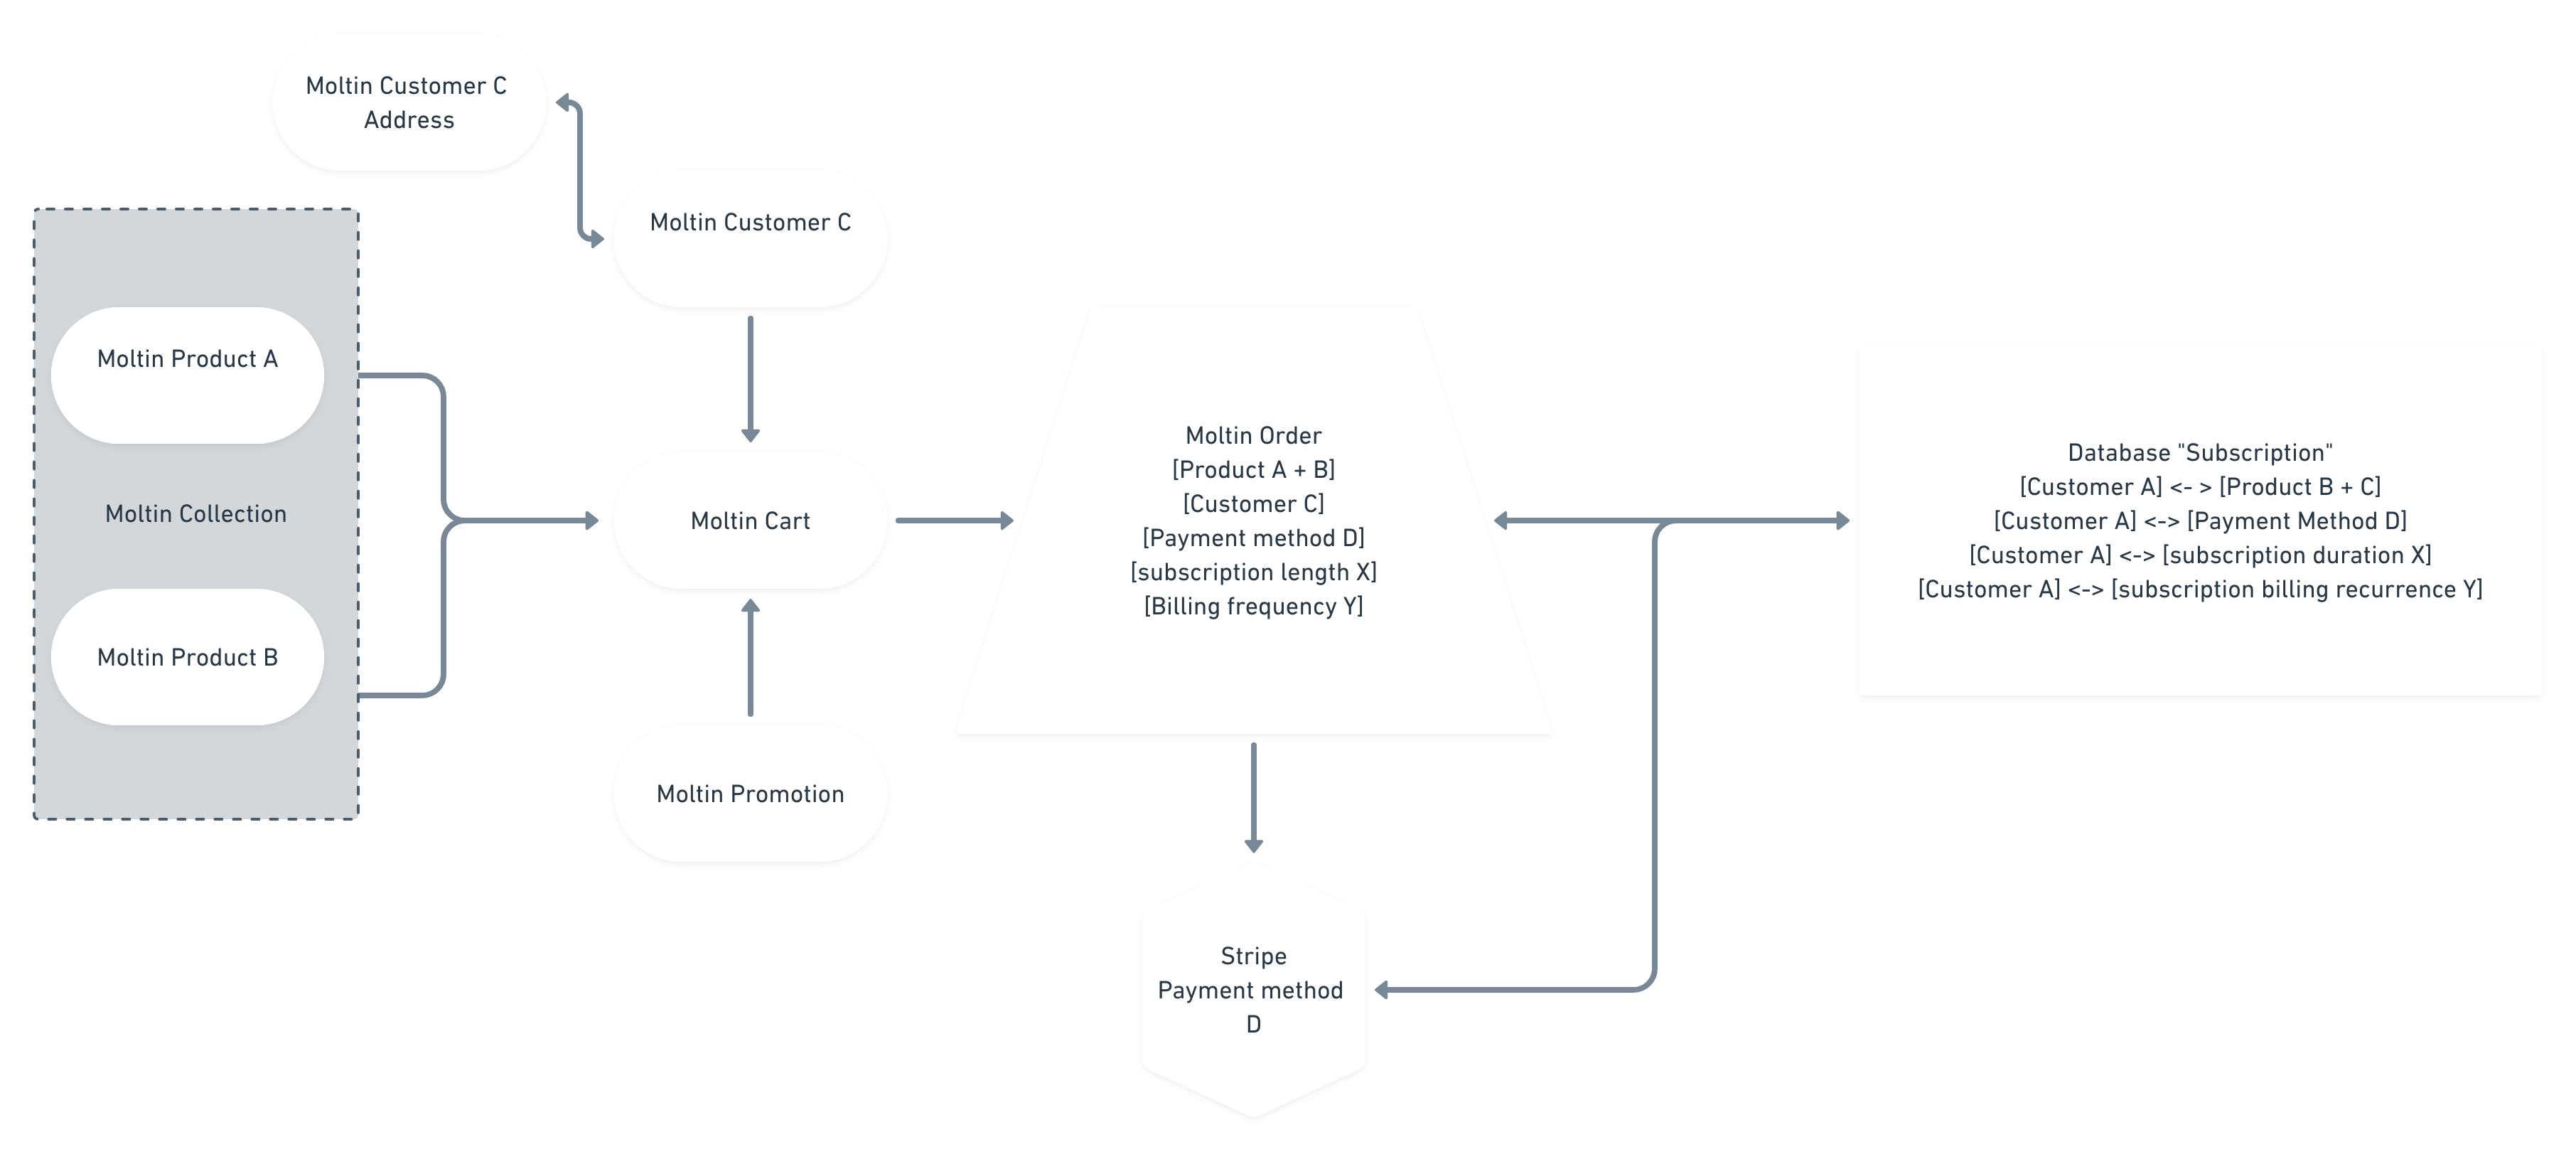 Moltin Customer C
Address
Moltin Customer C
Moltin Product A
Moltin Collection
Moltin Product B
Moltin Cart
Moltin Promotion
Moltin Order
[Product A + B]
[Customer C]
[Payment method D]
[subscription length X]
[Billing frequency Y]
Stripe
Payment method
D
Database "Subscription"
[Customer A] <- > [Product B + C]
[Customer A] <-> [Payment Method D]
[Customer A] <-> [subscription duration X]
[Customer A] <-> [subscription billing recurrence Y]